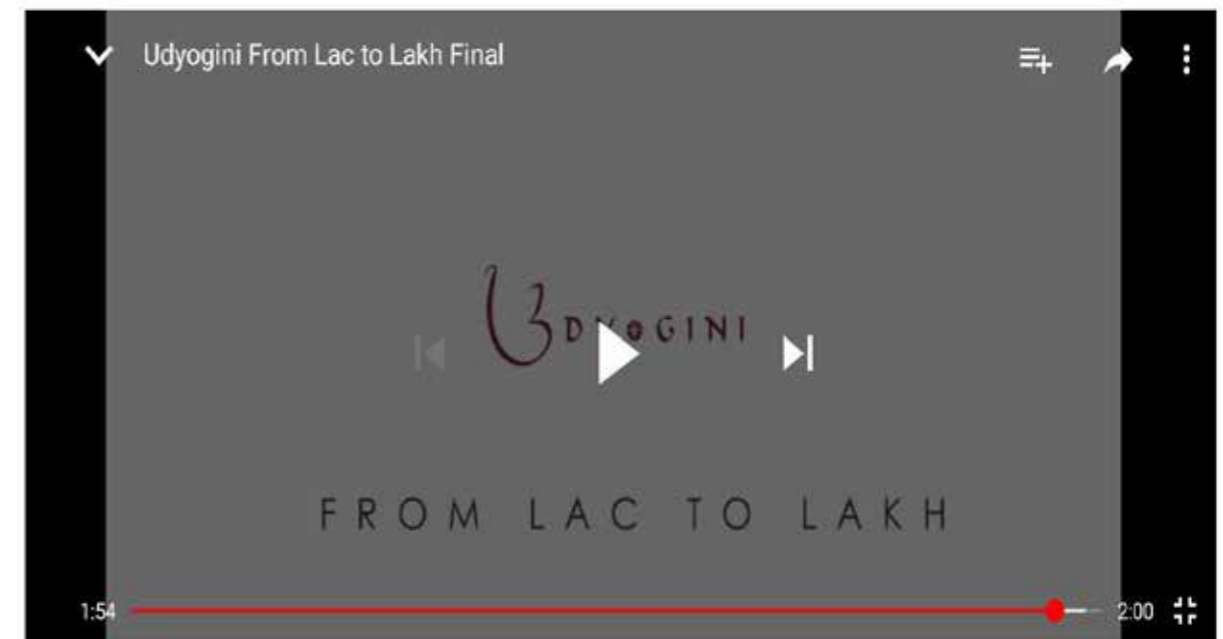 Udyogini From Lac to Lakh Final
UDYOGINI
FROM LAC TO LAKH
1:54
2:00